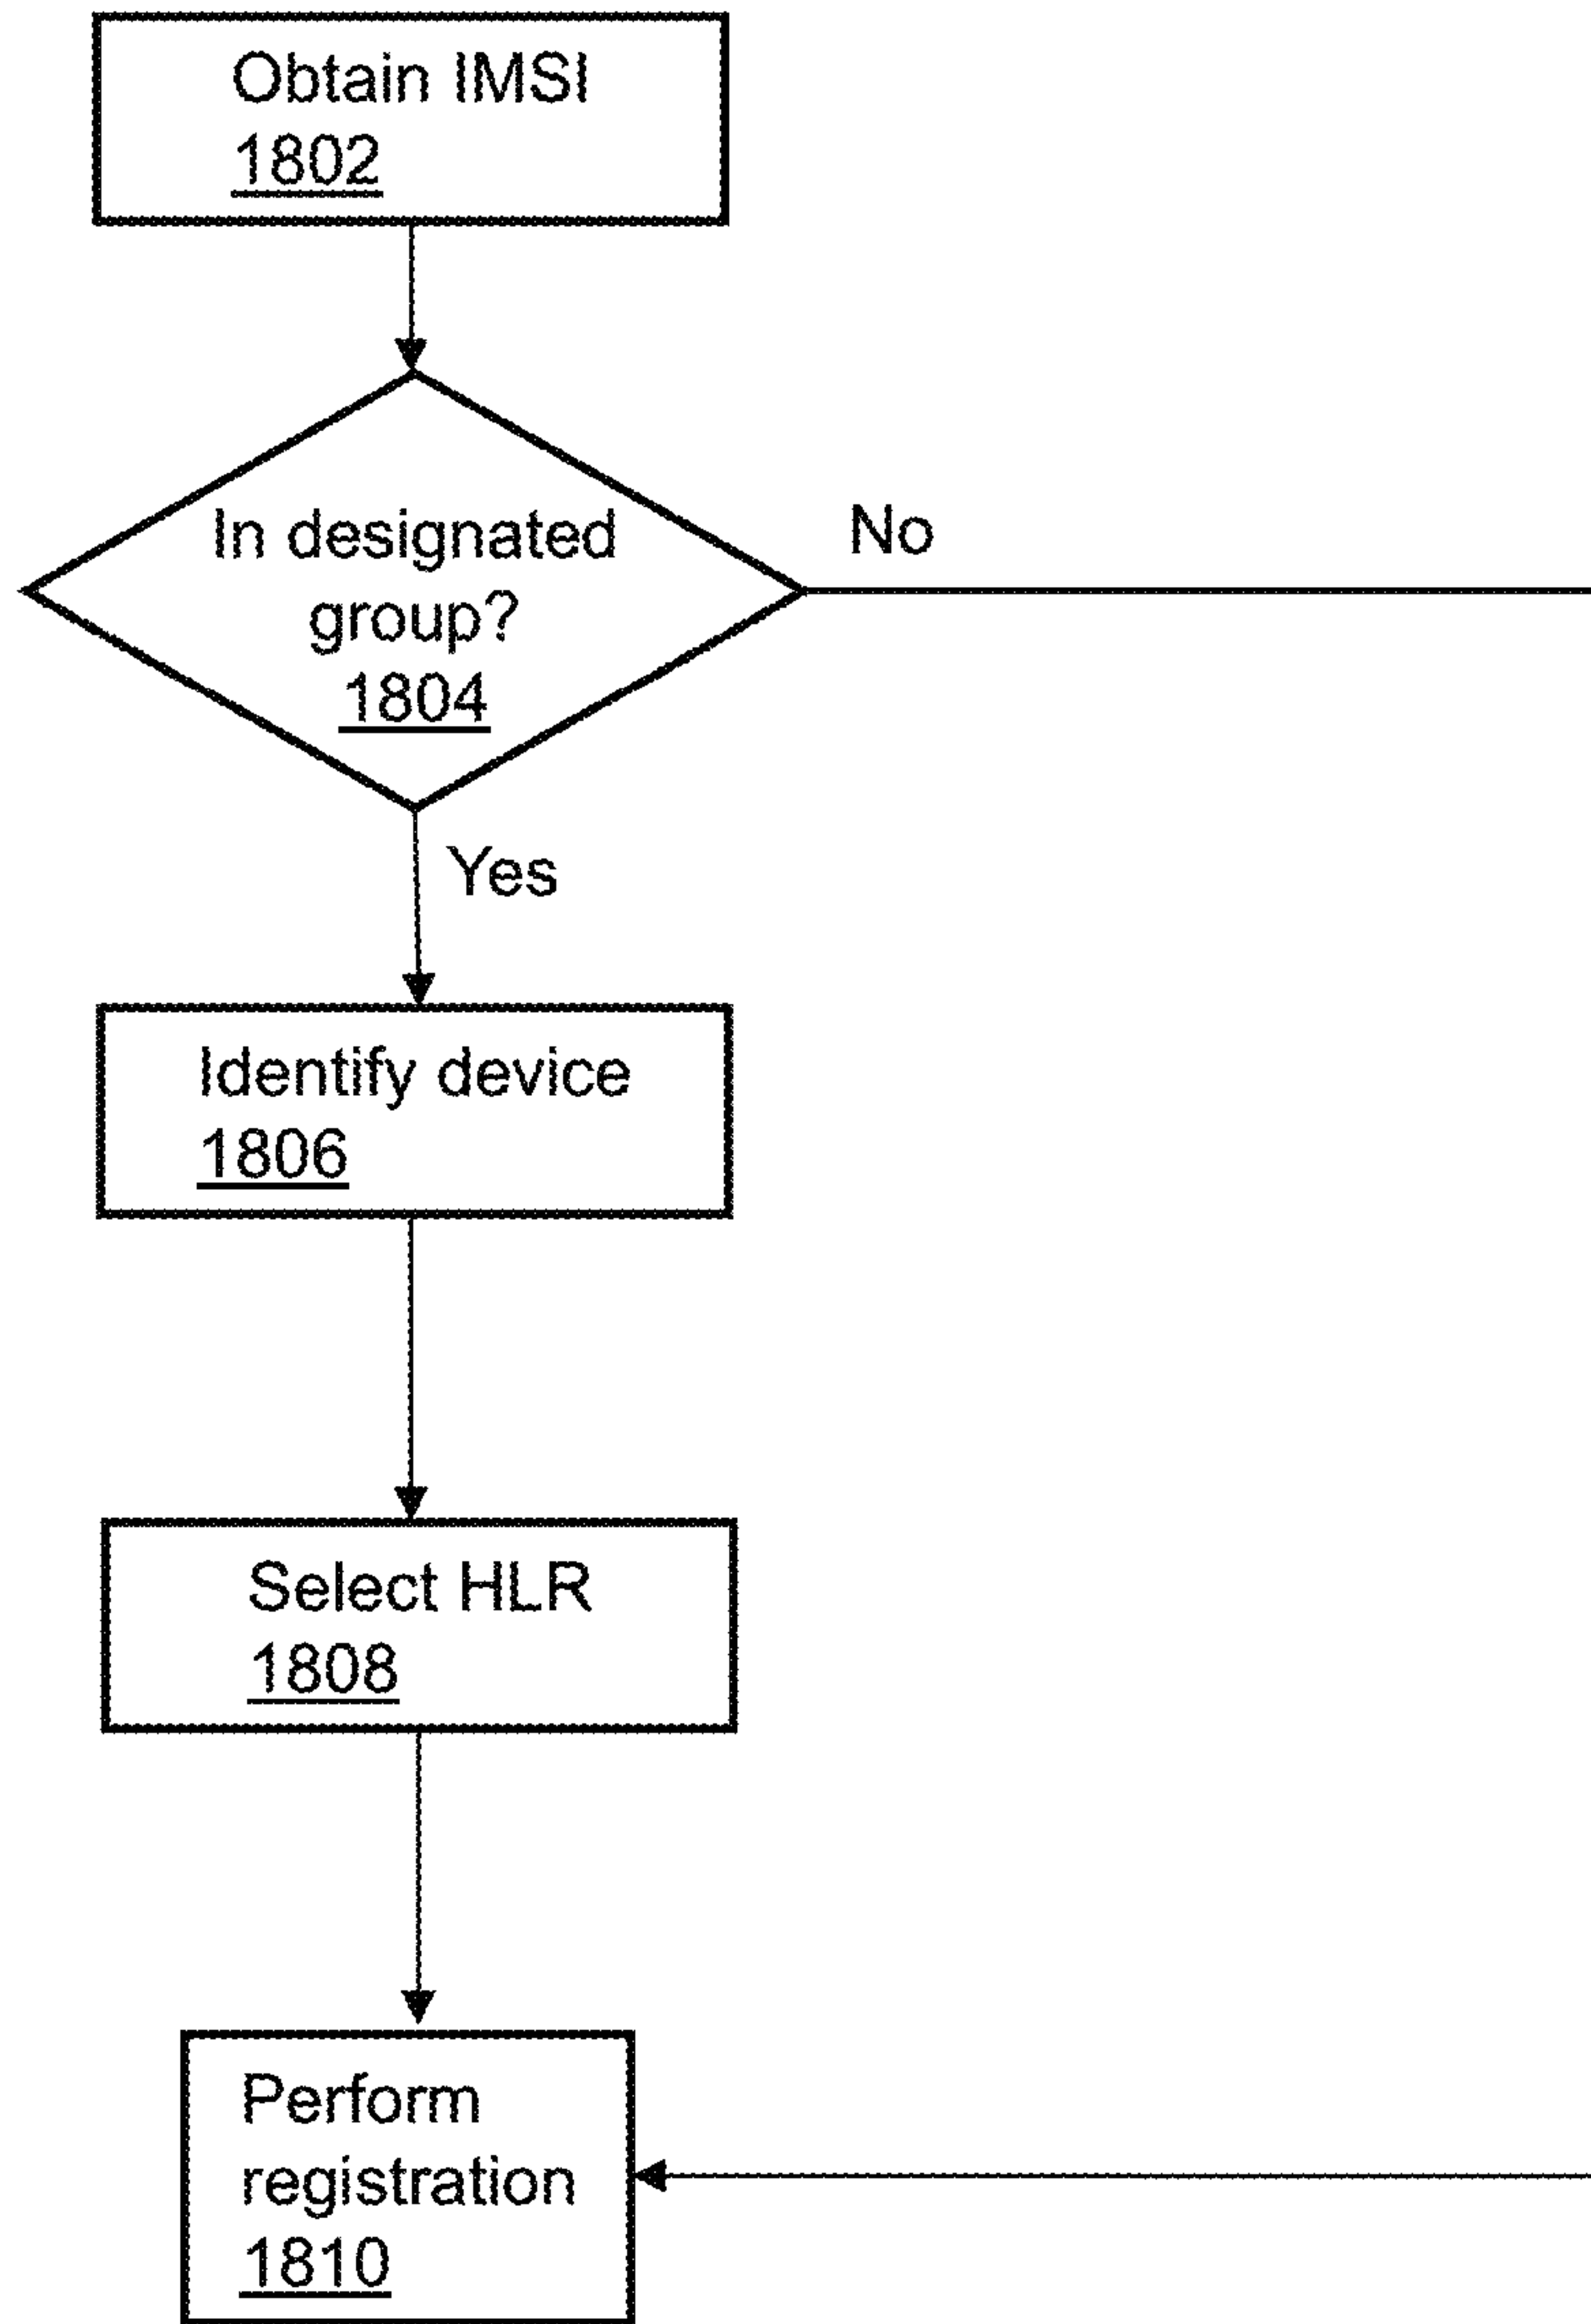 Obtain IMSI
1802
In designated
group?
1804
No
Yes
Identify device
1806
Select HLR
1808
Perform
registration
1810